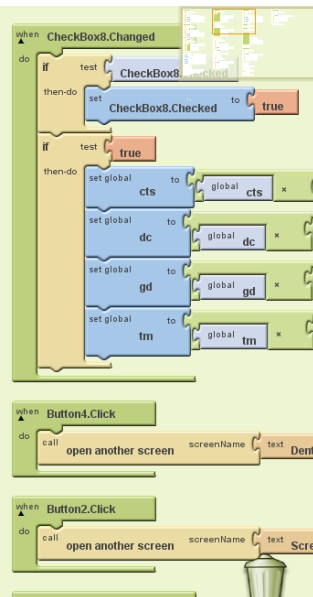 when CheckBox8.Changed
do if test CheckBox8.Checked
then-do set CheckBox8.Checked to true
if test true
then-do set global cts to global cts ×
set global dc to global dc ×
set global gd to global gd ×
set global tm to global tm ×
when Button4.Click
do call open another screen screenName text Dent
when Button2.Click
do call open another screen screenName text Scre